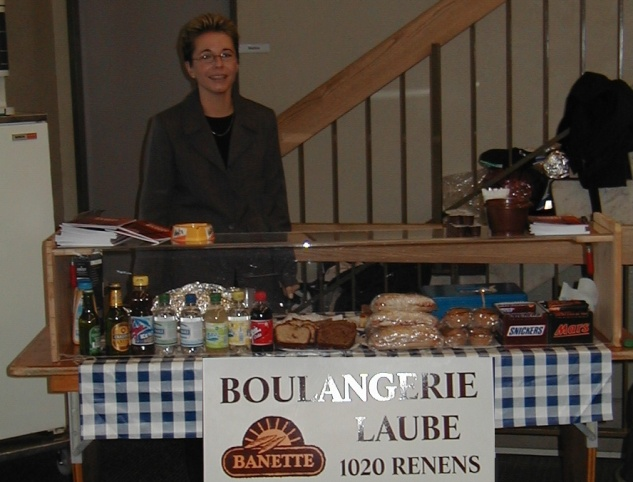 SNICKERS
Mars
BOULANGERIE
LAUBE
BANETTE
1020 RENENS